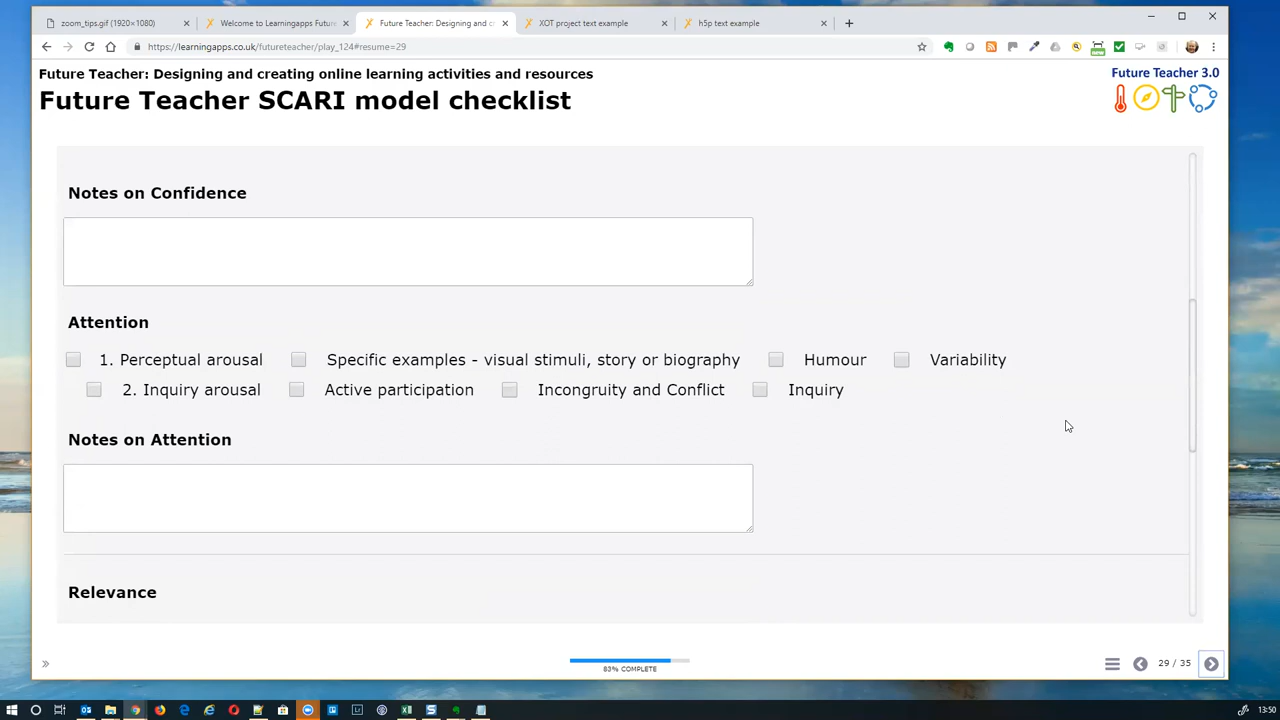 zoom_tips.gif (1920×1080)
Welcome to Learningapps Future
Future Teacher: Designing and c
XOT project text example
h5p text example
https://learningapps.co.uk/futureteacher/play_124#resume=29
Future Teacher: Designing and creating online learning activities and resources
Future Teacher SCARI model checklist
Future Teacher 3.0
Notes on Confidence
Attention
1. Perceptual arousal Specific examples - visual stimuli, story or biography Humour Variability
2. Inquiry arousal Active participation Incongruity and Conflict Inquiry
Notes on Attention
Relevance
83% COMPLETE
29 / 35
13:50